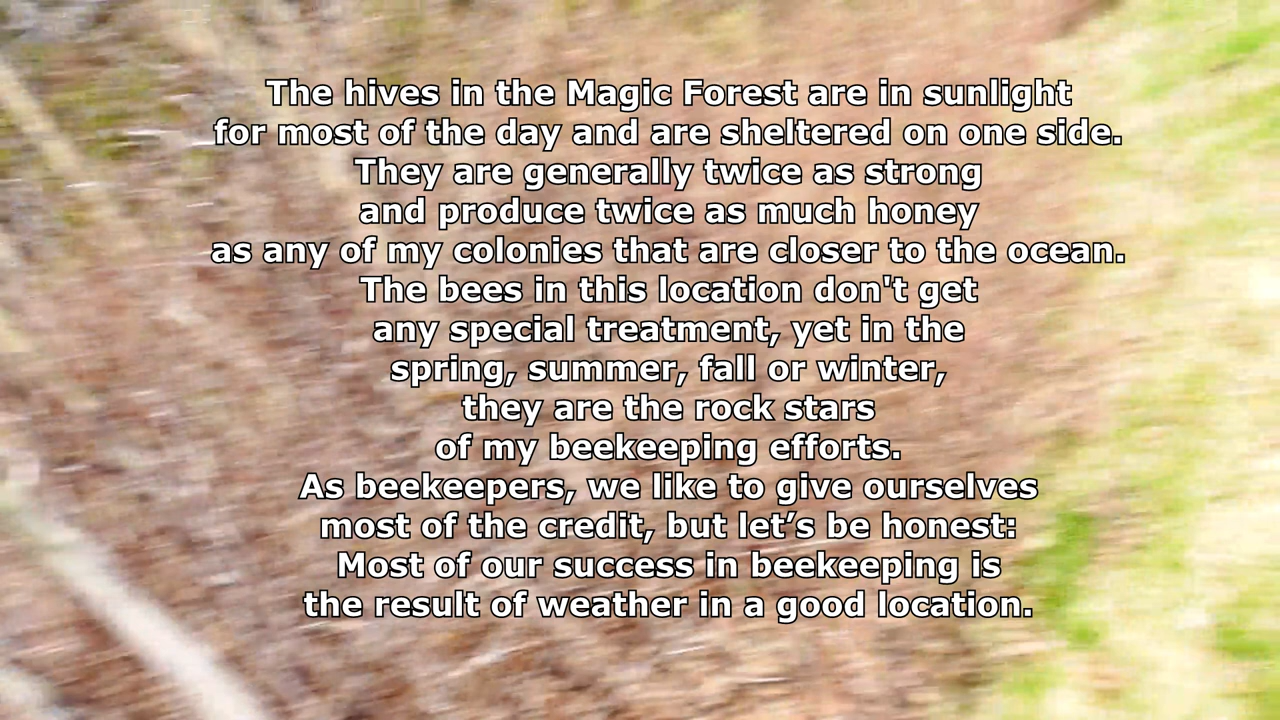 The hives in the Magic Forest are in sunlight
for most of the day and are sheltered on one side.
They are generally twice as strong
and produce twice as much honey
as any of my colonies that are closer to the ocean.
The bees in this location don't get
any special treatment, yet in the
spring, summer, fall or winter,
they are the rock stars
of my beekeeping efforts.
As beekeepers, we like to give ourselves
most of the credit, but let’s be honest:
Most of our success in beekeeping is
the result of weather in a good location.